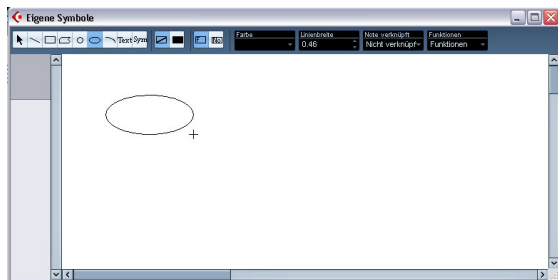 Eigene Symbole
Text Sym
Farbe
Linienbreite
0.46
Note verknüpft
Nicht verknüpf
Funktionen
Funktionen